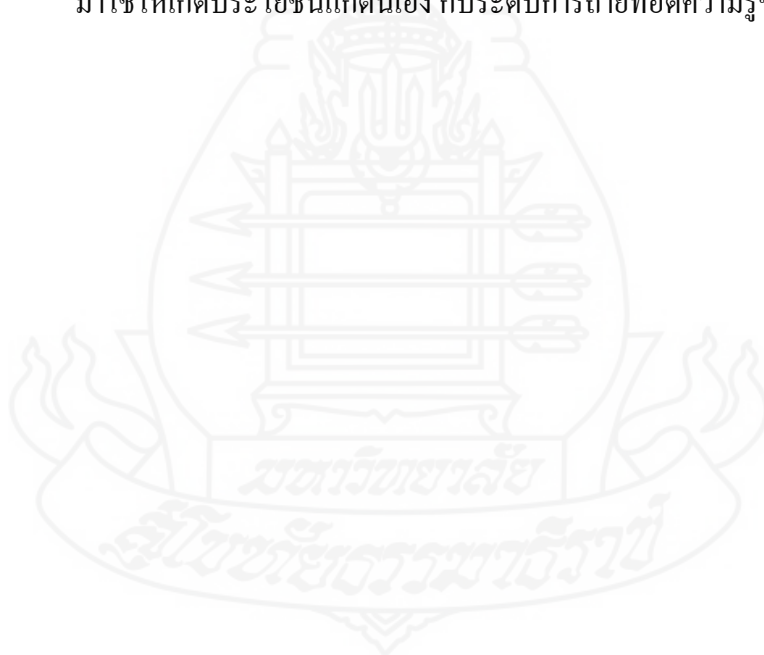 มาใช้ให้เกิดประโยชน์แก่ตนเอง กับระดับการถ่ายทอดความรู้
มหาวิทยาลัย
สุโขทัยธรรมาธิราช